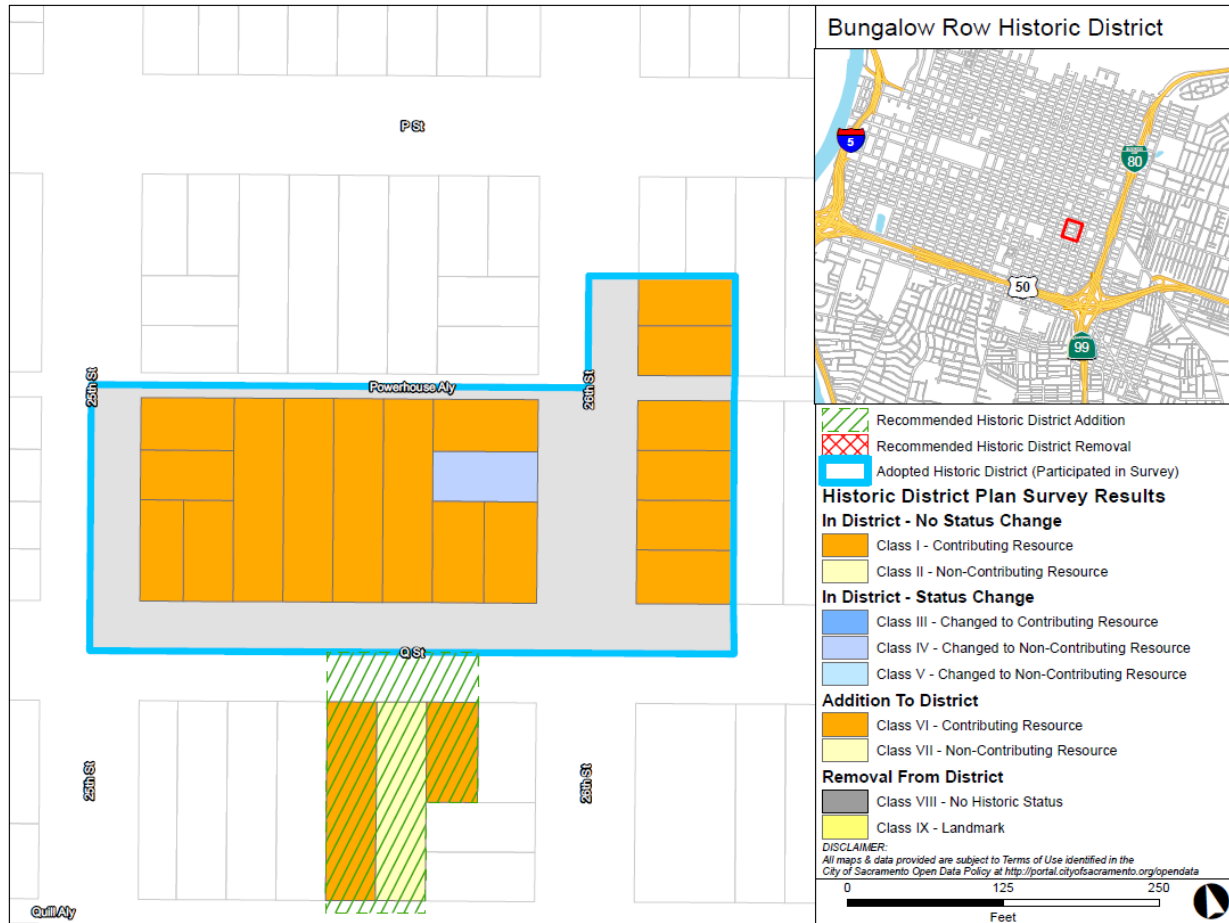 Bungalow Row Historic District
P St
5
80
50
99
25th St
Powerhouse Aly
26th St
Q St
25th St
26th St
Quill Aly
Recommended Historic District Addition
Recommended Historic District Removal
Adopted Historic District (Participated in Survey)
Historic District Plan Survey Results
In District - No Status Change
Class I - Contributing Resource
Class II - Non-Contributing Resource
In District - Status Change
Class III - Changed to Contributing Resource
Class IV - Changed to Non-Contributing Resource
Class V - Changed to Non-Contributing Resource
Addition To District
Class VI - Contributing Resource
Class VII - Non-Contributing Resource
Removal From District
Class VIII - No Historic Status
Class IX - Landmark
DISCLAIMER:
All maps & data provided are subject to Terms of Use identified in the
City of Sacramento Open Data Policy at http://portal.cityofsacramento.org/opendata
0 125 250
Feet